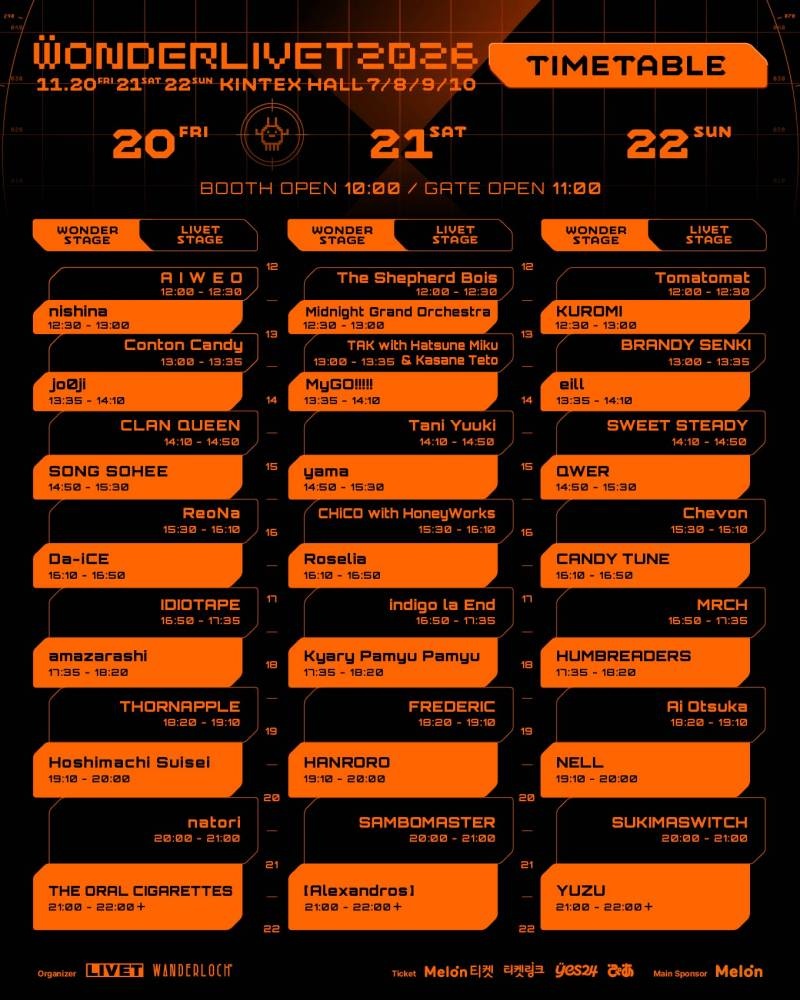 WONDERLIVET2026
11.20FRI 21SAT 22SUN KINTEX HALL 7/8/9/10
TIMETABLE
20 FRI
21 SAT
22 SUN
BOOTH OPEN 10:00 / GATE OPEN 11:00
WONDER STAGE
LIVET STAGE
A I W E O
12:00 - 12:30
nishina
12:30 - 13:00
Conton Candy
13:00 - 13:35
jo0ji
13:35 - 14:10
CLAN QUEEN
14:10 - 14:50
SONG SOHEE
14:50 - 15:30
ReoNa
15:30 - 16:10
Da-iCE
16:10 - 16:50
IDIOTAPE
16:50 - 17:35
amazarashi
17:35 - 18:20
THORNAPPLE
18:20 - 19:10
Hoshimachi Suisei
19:10 - 20:00
natori
20:00 - 21:00
THE ORAL CIGARETTES
21:00 - 22:00+
12
13
14
15
16
17
18
19
20
21
22
WONDER STAGE
LIVET STAGE
The Shepherd Bois
12:00 - 12:30
Midnight Grand Orchestra
12:30 - 13:00
TAK with Hatsune Miku
13:00 - 13:35 & Kasane Teto
MyGO!!!!!
13:35 - 14:10
Tani Yuuki
14:10 - 14:50
yama
14:50 - 15:30
CHiCO with HoneyWorks
15:30 - 16:10
Roselia
16:10 - 16:50
indigo la End
16:50 - 17:35
Kyary Pamyu Pamyu
17:35 - 18:20
FREDERIC
18:20 - 19:10
HANRORO
19:10 - 20:00
SAMBOMASTER
20:00 - 21:00
[Alexandros]
21:00 - 22:00+
12
13
14
15
16
17
18
19
20
21
22
WONDER STAGE
LIVET STAGE
Tomatomat
12:00 - 12:30
KUROMI
12:30 - 13:00
BRANDY SENKI
13:00 - 13:35
eill
13:35 - 14:10
SWEET STEADY
14:10 - 14:50
QWER
14:50 - 15:30
Chevon
15:30 - 16:10
CANDY TUNE
16:10 - 16:50
MRCH
16:50 - 17:35
HUMBREADERS
17:35 - 18:20
Ai Otsuka
18:20 - 19:10
NELL
19:10 - 20:00
SUKIMASWITCH
20:00 - 21:00
YUZU
21:00 - 22:00+
Organizer LIVET WANDERLOCH
Ticket Melon티켓 티켓링크 yes24 ぴあ
Main Sponsor Melon